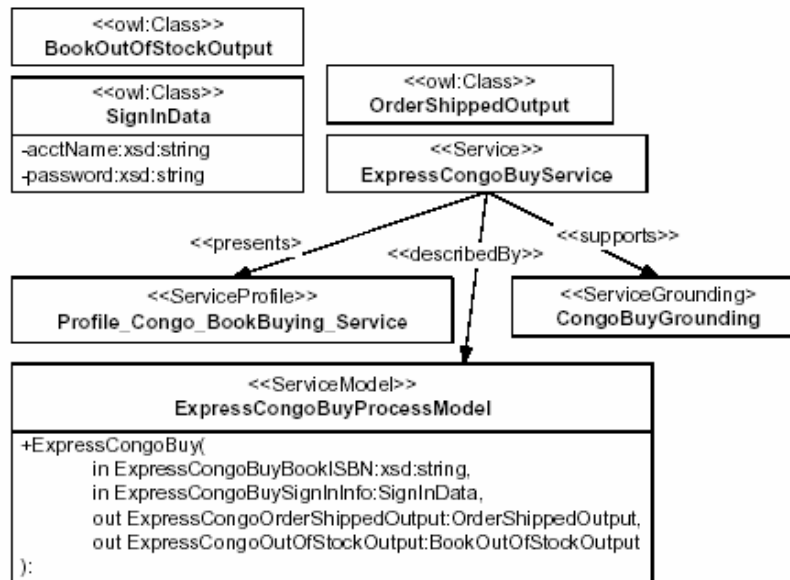 <<owl:Class>>
BookOutOfStockOutput
<<owl:Class>>
SignInData
-acctName:xsd:string
-password:xsd:string
<<owl:Class>>
OrderShippedOutput
<<Service>>
ExpressCongoBuyService
<<presents>
<<describedBy>>
<<supports>>
<<ServiceProfile>>
Profile_Congo_BookBuying_Service
<<ServiceGrounding>
CongoBuyGrounding
<<ServiceModel>>
ExpressCongoBuyProcessModel
+ExpressCongoBuy(
in ExpressCongoBuyBookISBN:xsd:string,
in ExpressCongoBuySignInInfo:SignInData,
out ExpressCongoOrderShippedOutput:OrderShippedOutput,
out ExpressCongoOutOfStockOutput:BookOutOfStockOutput
):